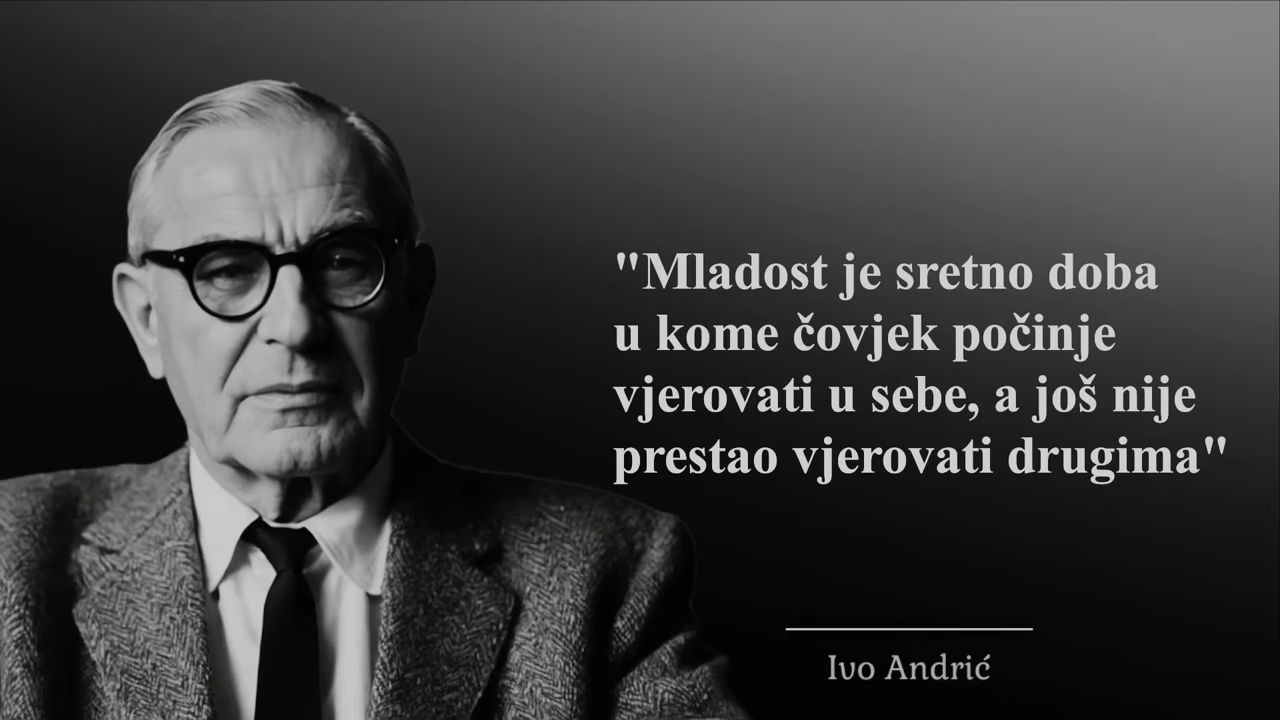 "Mladost je sretno doba
u kome čovjek počinje
vjerovati u sebe, a još nije
prestao vjerovati drugima"
Ivo Andrić